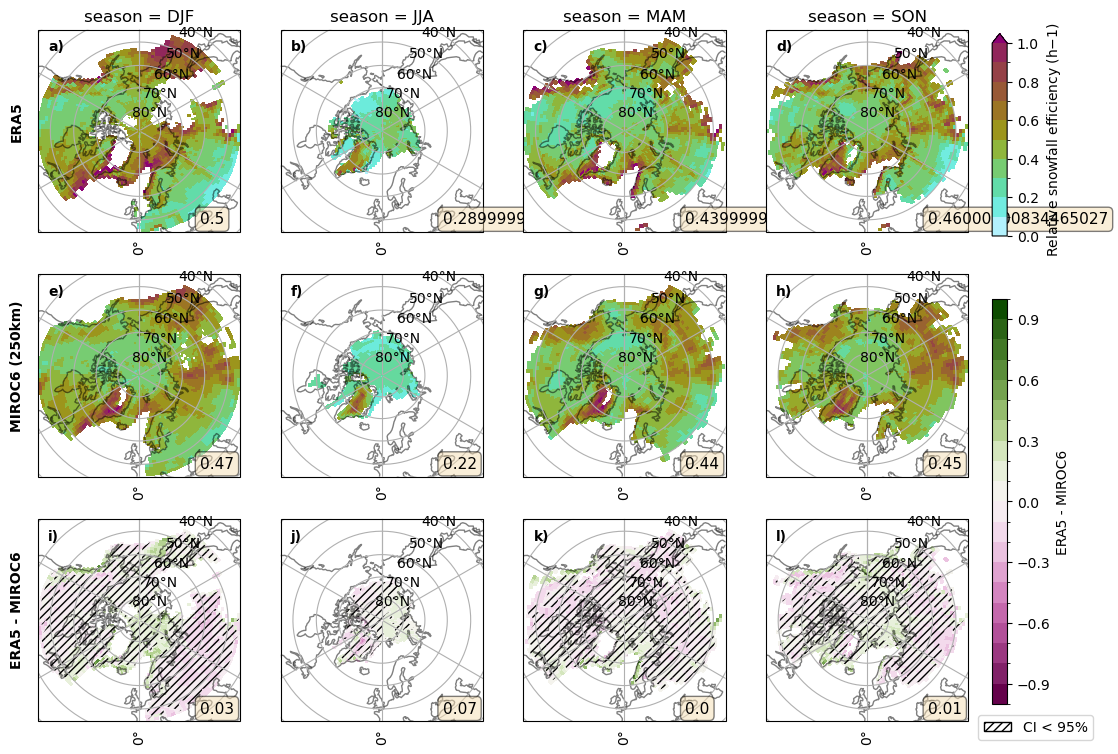 season = DJF
season = JJA
season = MAM
season = SON
ERA5
a)
40°N
50°N
60°N
70°N
80°N
0.5
0°
b)
40°N
50°N
60°N
70°N
80°N
0.2899999
0°
c)
40°N
50°N
60°N
70°N
80°N
0.4399999
0°
d)
40°N
50°N
60°N
70°N
80°N
0°
1.0
0.8
0.6
0.4
0.2
0.0
Relative snowfall efficiency (h−1)
MIROC6 (250km)
e)
40°N
50°N
60°N
70°N
80°N
0.47
0°
f)
40°N
50°N
60°N
70°N
80°N
0.22
0°
g)
40°N
50°N
60°N
70°N
80°N
0.44
0°
h)
40°N
50°N
60°N
70°N
80°N
0.45
0°
ERA5 - MIROC6
i)
40°N
50°N
60°N
70°N
80°N
0.03
0°
j)
40°N
50°N
60°N
70°N
80°N
0.07
0°
k)
40°N
50°N
60°N
70°N
80°N
0.0
0°
l)
40°N
50°N
60°N
70°N
80°N
0.01
0°
0.9
0.6
0.3
0.0
−0.3
−0.6
−0.9
ERA5 - MIROC6
CI < 95%